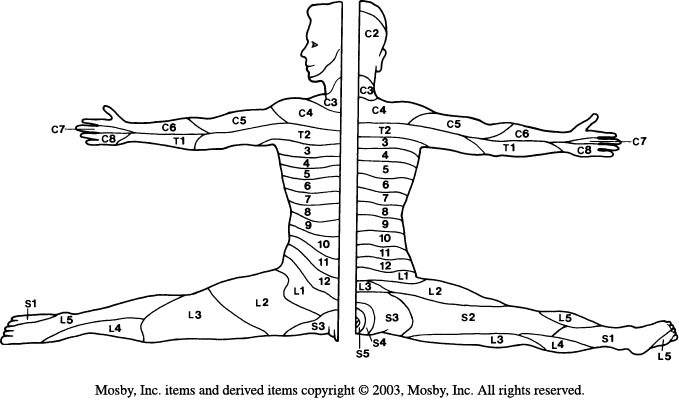 C2
C3
C3
C4
C4
C5
C5
C6
C6
C7
C7
C8
C8
T1
T1
T2
T2
3
3
4
4
5
5
6
6
7
7
8
8
9
9
10
10
11
11
12
12
L1
L1
L2
L2
L3
L3
S1
L5
L4
L3
S3
S3
S2
L5
S4
S5
L4
S1
L5
Mosby, Inc. items and derived items copyright © 2003, Mosby, Inc. All rights reserved.